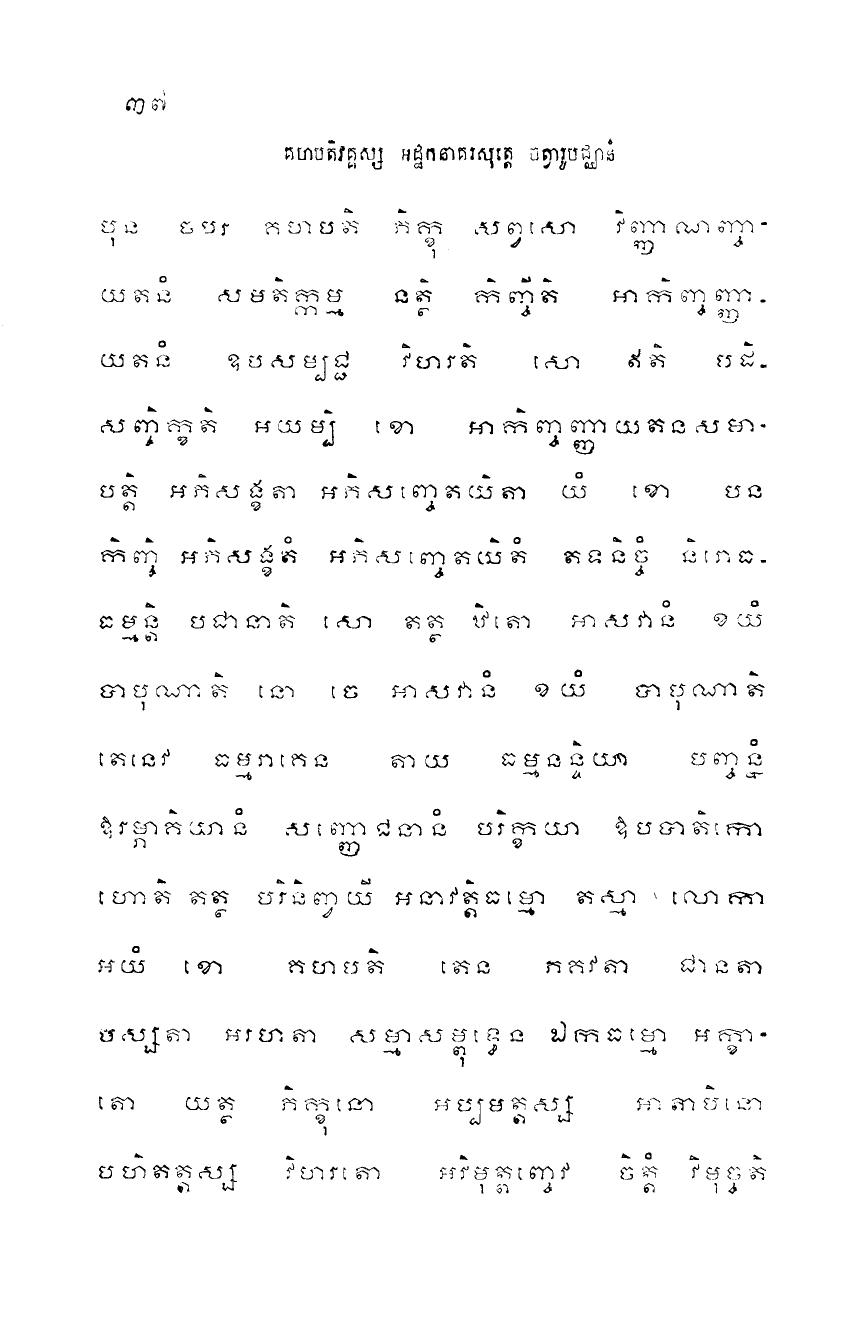 ៣៧
គហបតិវគ្គស្ស អដ្ឋកនាគរសុត្តេ ចត្វារូបជ្ឈានំ
បុន ចបរ គហបតិ ភិក្ខុ សព្វសោ វិញ្ញាណញ្ចា-
យតនំ សមតិក្កម្ម នត្ថិ កិញ្ចីតិ អាកិញ្ចញ្ញា-
យតនំ ឧបសម្បជ្ជ វិហរតិ សោ ឥតិ បដិ-
សញ្ចិក្ខតិ អយម្បិ ខោ អាកិញ្ចញ្ញាយតនសមា-
បត្តិ អភិសង្ខតា អភិសញ្ចេតយិតា យំ ខោ បន
កិញ្ចិ អភិសង្ខតំ អភិសញ្ចេតយិតំ តទនិច្ចំ និរោធ-
ធម្មន្តិ បជានាតិ សោ តត្ថ ឋិតោ អាសវានំ ខយំ
បាបុណាតិ នោ ចេ អាសវានំ ខយំ បាបុណាតិ
តេនេវ ធម្មរាគេន តាយ ធម្មនន្ទិយា បញ្ចន្នំ
ឱរម្ភាគិយានំ សញ្ញោជនានំ បរិក្ខយា ឱបបាតិកោ
ហោតិ តត្ថ បរិនិព្វាយី អនាវត្តិធម្មោ តស្មា លោកា
អយំ ខោ គហបតិ តេន ភគវតា ជានតា
បស្សតា អរហតា សម្មាសម្ពុទ្ធេន ឯកធម្មោ អក្ខា-
តោ យត្ថ ភិក្ខុនោ អប្បមត្តស្ស អាតាបិនោ
បហិតត្តស្ស វិហរតោ អវិមុត្តញ្ចេវ ចិត្តំ វិមុច្ចតិ